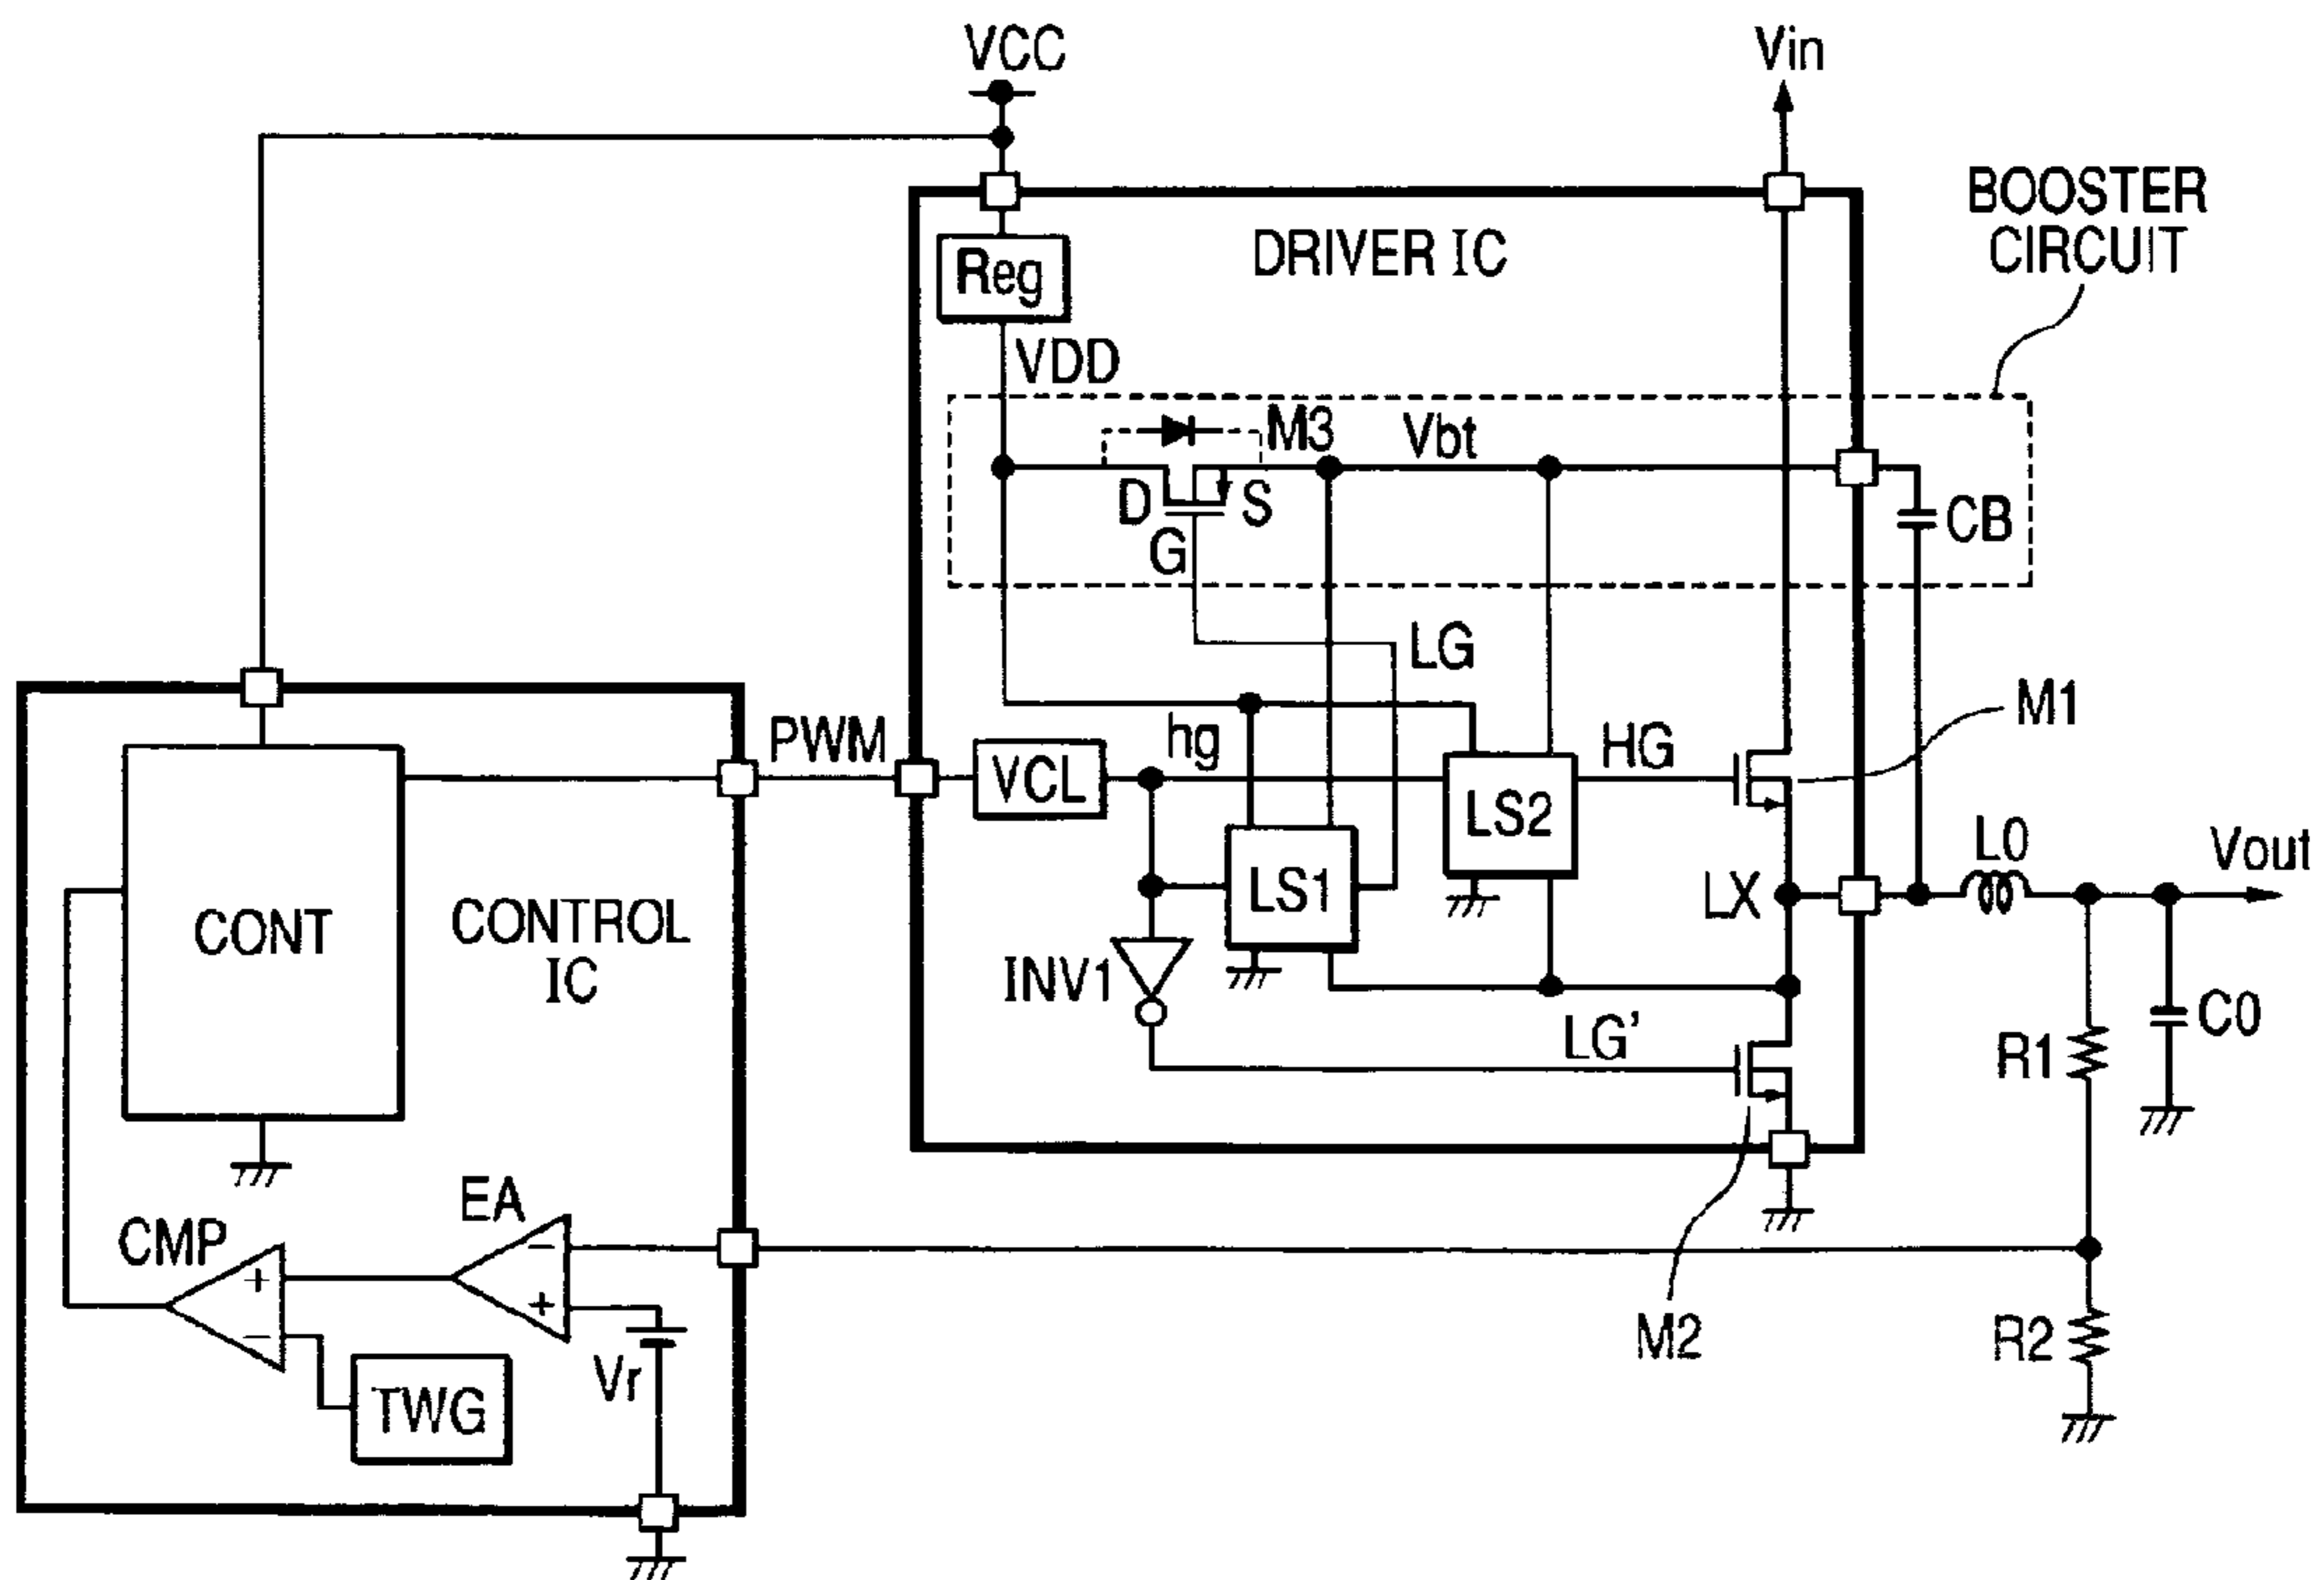 VCC
Vin
BOOSTER
CIRCUIT
DRIVER IC
Reg
VDD
M3
Vbt
D
S
G
CB
LG
M1
PWM
hg
HG
VCL
LS2
LS1
LX
L0
Vout
CONT
CONTROL
IC
INV1
LG'
R1
C0
EA
CMP
−
+
+
−
Vr
TWG
M2
R2